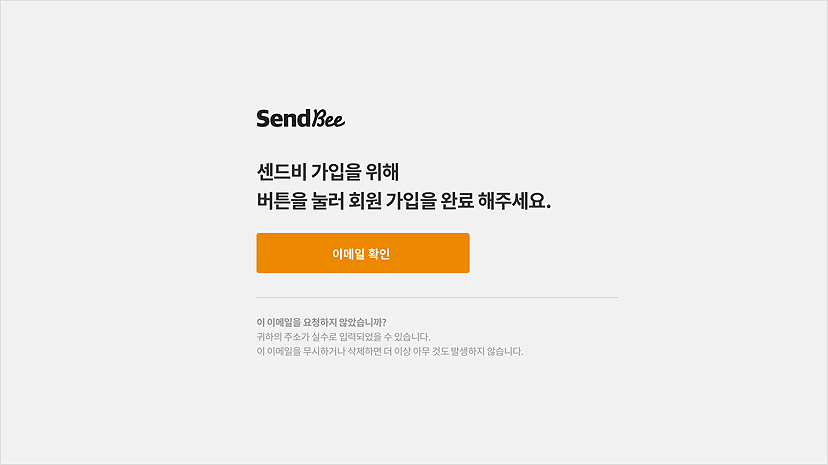 SendBee
센드비 가입을 위해
버튼을 눌러 회원 가입을 완료 해주세요.
이메일 확인
이 이메일을 요청하지 않았습니까?
귀하의 주소가 실수로 입력되었을 수 있습니다.
이 이메일을 무시하거나 삭제하면 더 이상 아무 것도 발생하지 않습니다.